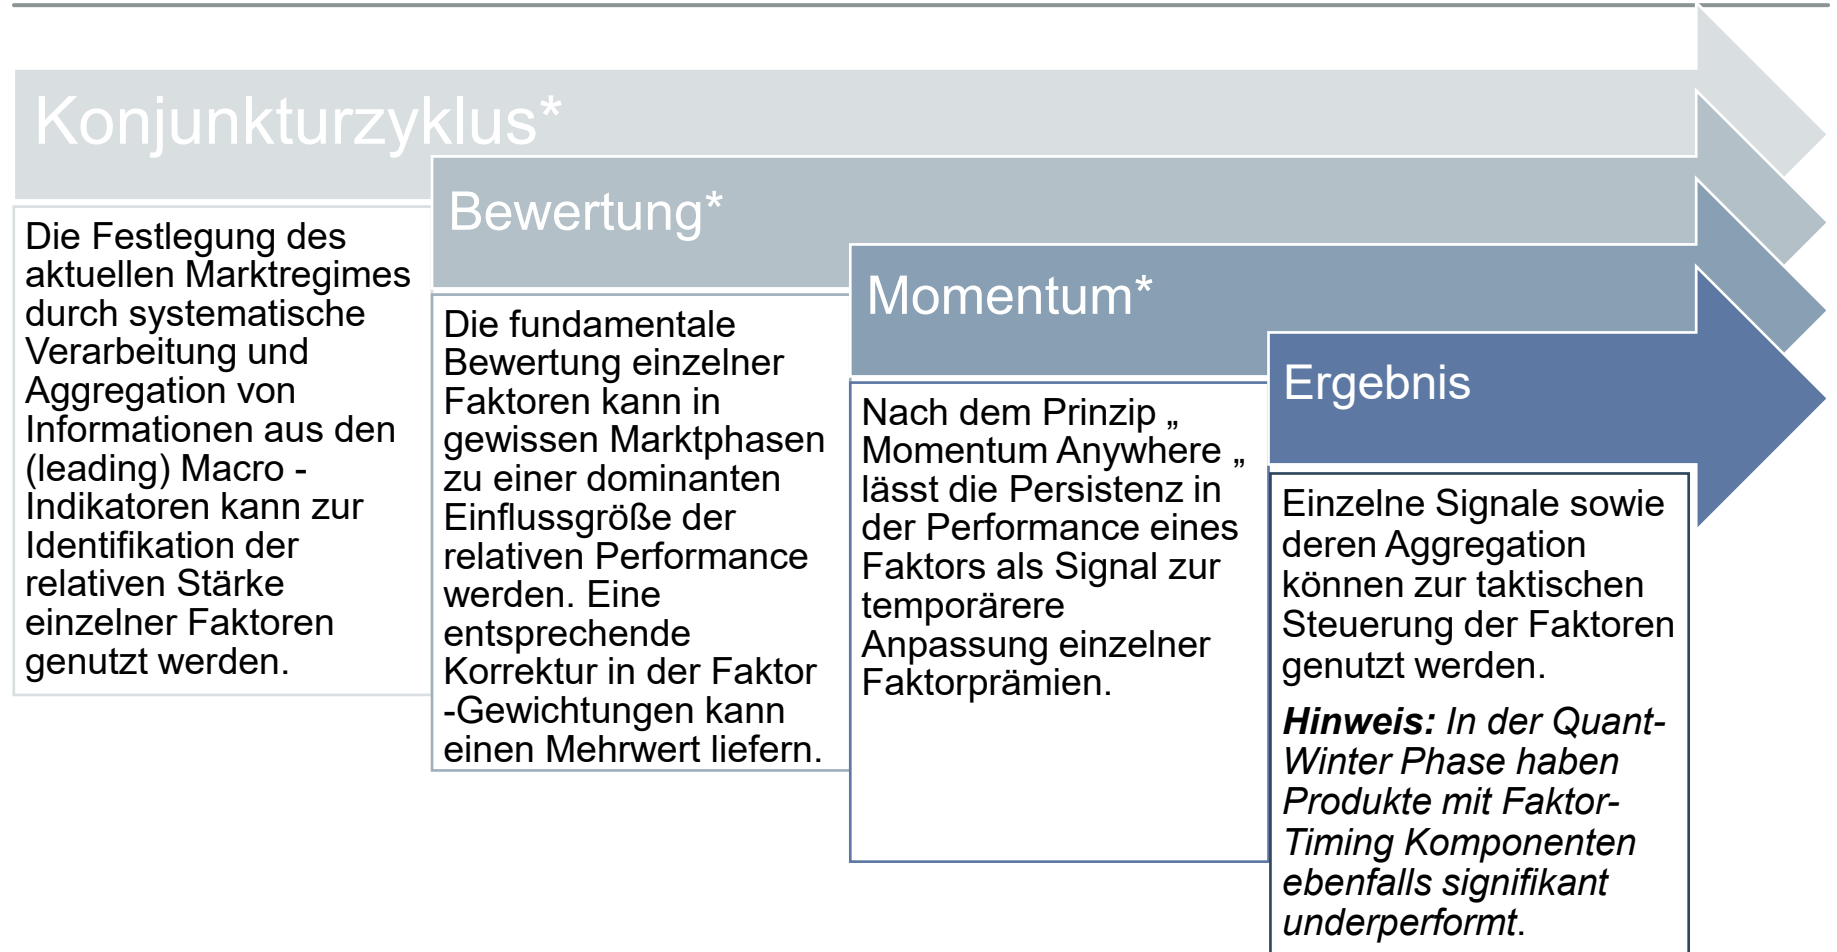 Konjunkturzyklus*
Die Festlegung des
aktuellen Marktregimes
durch systematische
Verarbeitung und
Aggregation von
Informationen aus den
(leading) Macro -
Indikatoren kann zur
Identifikation der
relativen Stärke
einzelner Faktoren
genutzt werden.
Bewertung*
Die fundamentale
Bewertung einzelner
Faktoren kann in
gewissen Marktphasen
zu einer dominanten
Einflussgröße der
relativen Performance
werden. Eine
entsprechende
Korrektur in der Faktor
-Gewichtungen kann
einen Mehrwert liefern.
Momentum*
Nach dem Prinzip „
Momentum Anywhere „
lässt die Persistenz in
der Performance eines
Faktors als Signal zur
temporärere
Anpassung einzelner
Faktorprämien.
Ergebnis
Einzelne Signale sowie
deren Aggregation
können zur taktischen
Steuerung der Faktoren
genutzt werden.
Hinweis: In der Quant-
Winter Phase haben
Produkte mit Faktor-
Timing Komponenten
ebenfalls signifikant
underperformt.